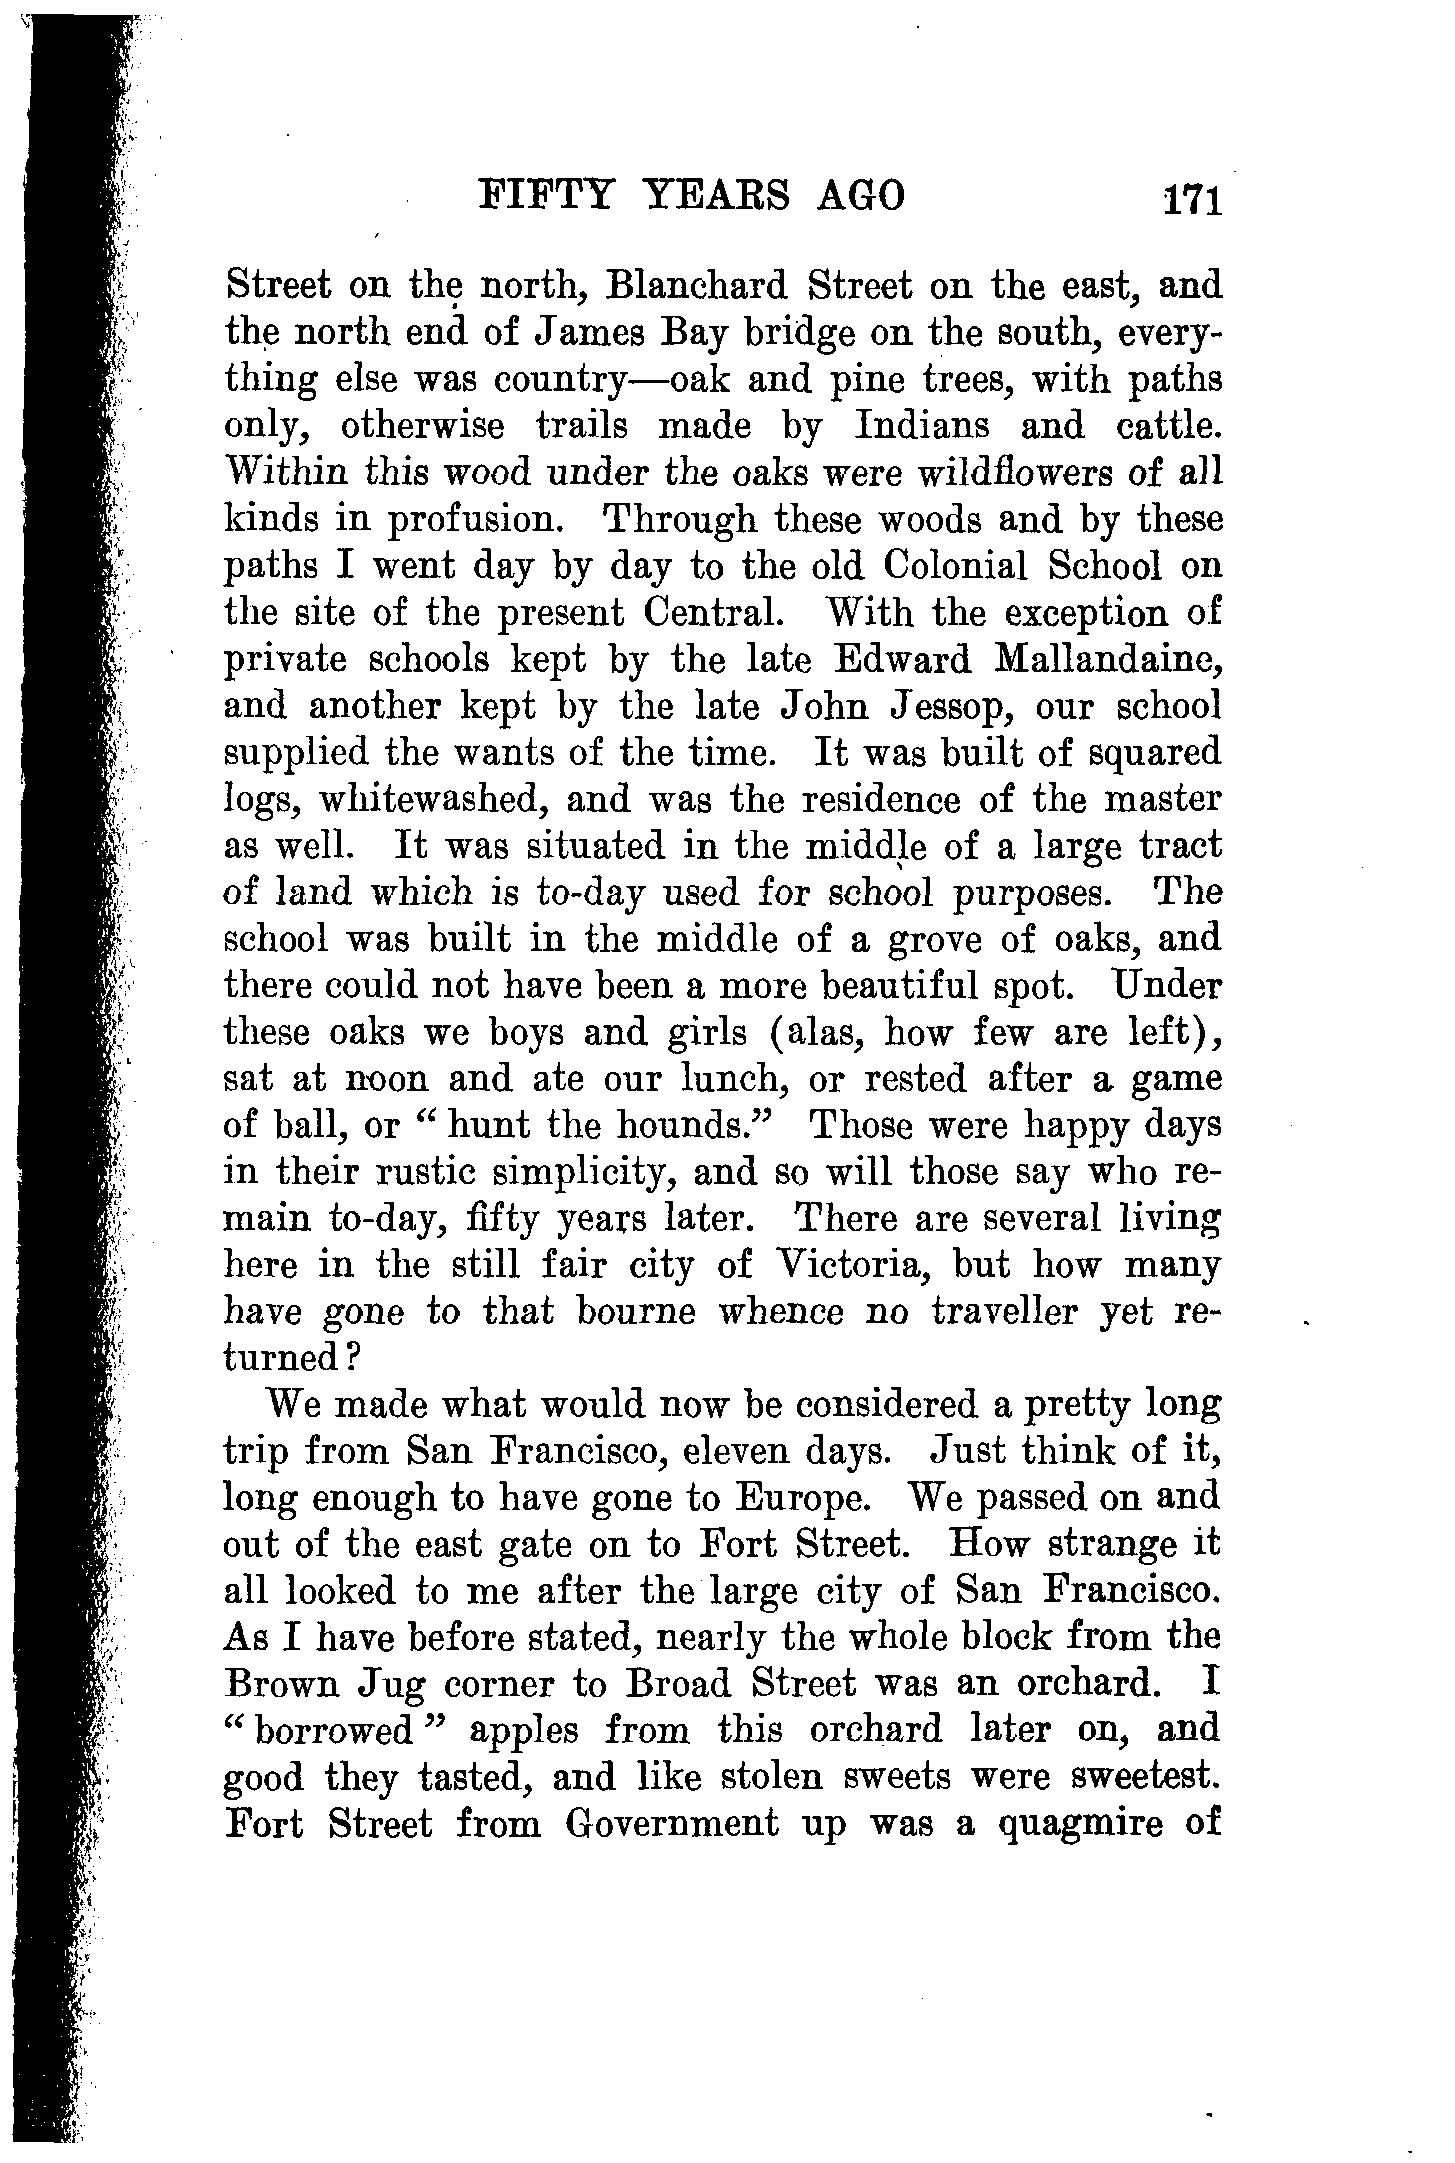 FIFTY YEARS AGO 171
Street on the north, Blanchard Street on the east, and
the north end of James Bay bridge on the south, every-
thing else was country—oak and pine trees, with paths
only, otherwise trails made by Indians and cattle.
Within this wood under the oaks were wildflowers of all
kinds in profusion. Through these woods and by these
paths I went day by day to the old Colonial School on
the site of the present Central. With the exception of
private schools kept by the late Edward Mallandaine,
and another kept by the late John Jessop, our school
supplied the wants of the time. It was built of squared
logs, whitewashed, and was the residence of the master
as well. It was situated in the middle of a large tract
of land which is to-day used for school purposes. The
school was built in the middle of a grove of oaks, and
there could not have been a more beautiful spot. Under
these oaks we boys and girls (alas, how few are left),
sat at noon and ate our lunch, or rested after a game
of ball, or “ hunt the hounds.” Those were happy days
in their rustic simplicity, and so will those say who re-
main to-day, fifty years later. There are several living
here in the still fair city of Victoria, but how many
have gone to that bourne whence no traveller yet re-
turned?
We made what would now be considered a pretty long
trip from San Francisco, eleven days. Just think of it,
long enough to have gone to Europe. We passed on and
out of the east gate on to Fort Street. How strange it
all looked to me after the large city of San Francisco.
As I have before stated, nearly the whole block from the
Brown Jug corner to Broad Street was an orchard. I
“ borrowed ” apples from this orchard later on, and
good they tasted, and like stolen sweets were sweetest.
Fort Street from Government up was a quagmire of